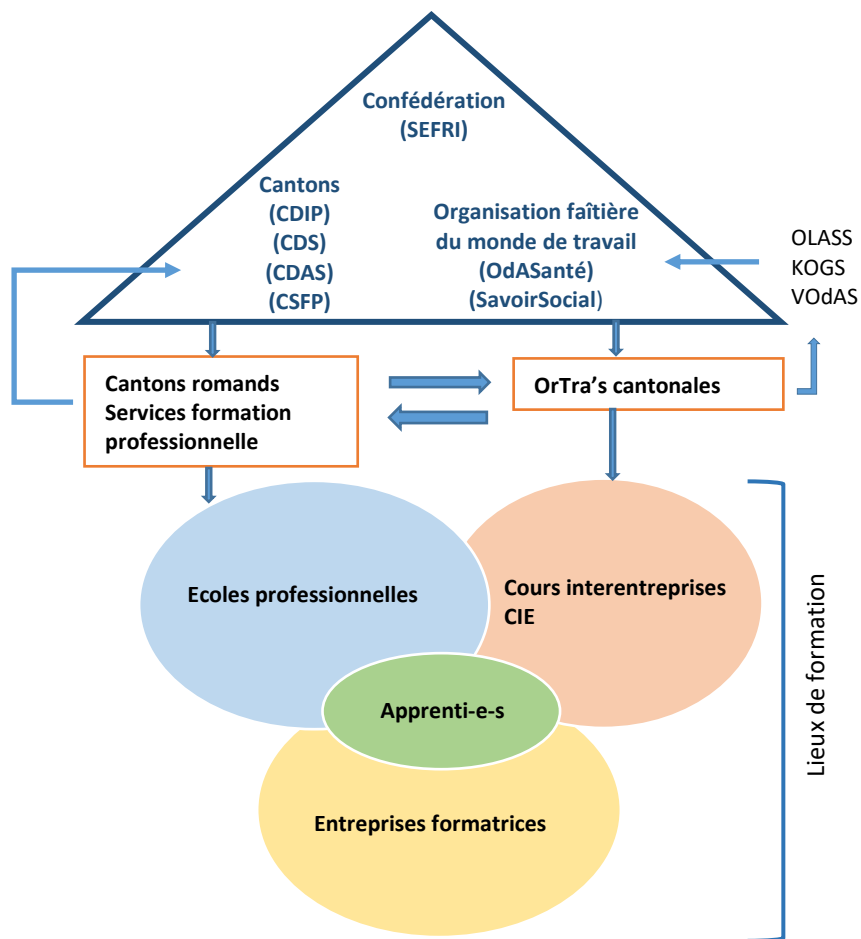 Confédération
(SEFRI)
Cantons
(CDIP)
(CDS)
(CDAS)
(CSFP)
Organisation faîtière
du monde de travail
(OdASanté)
(SavoirSocial)
OLASS
KOGS
VOdAS
Cantons romands
Services formation
professionnelle
OrTra's cantonales
Ecoles professionnelles
Cours interentreprises
CIE
Apprenti-e-s
Entreprises formatrices
Lieux de formation